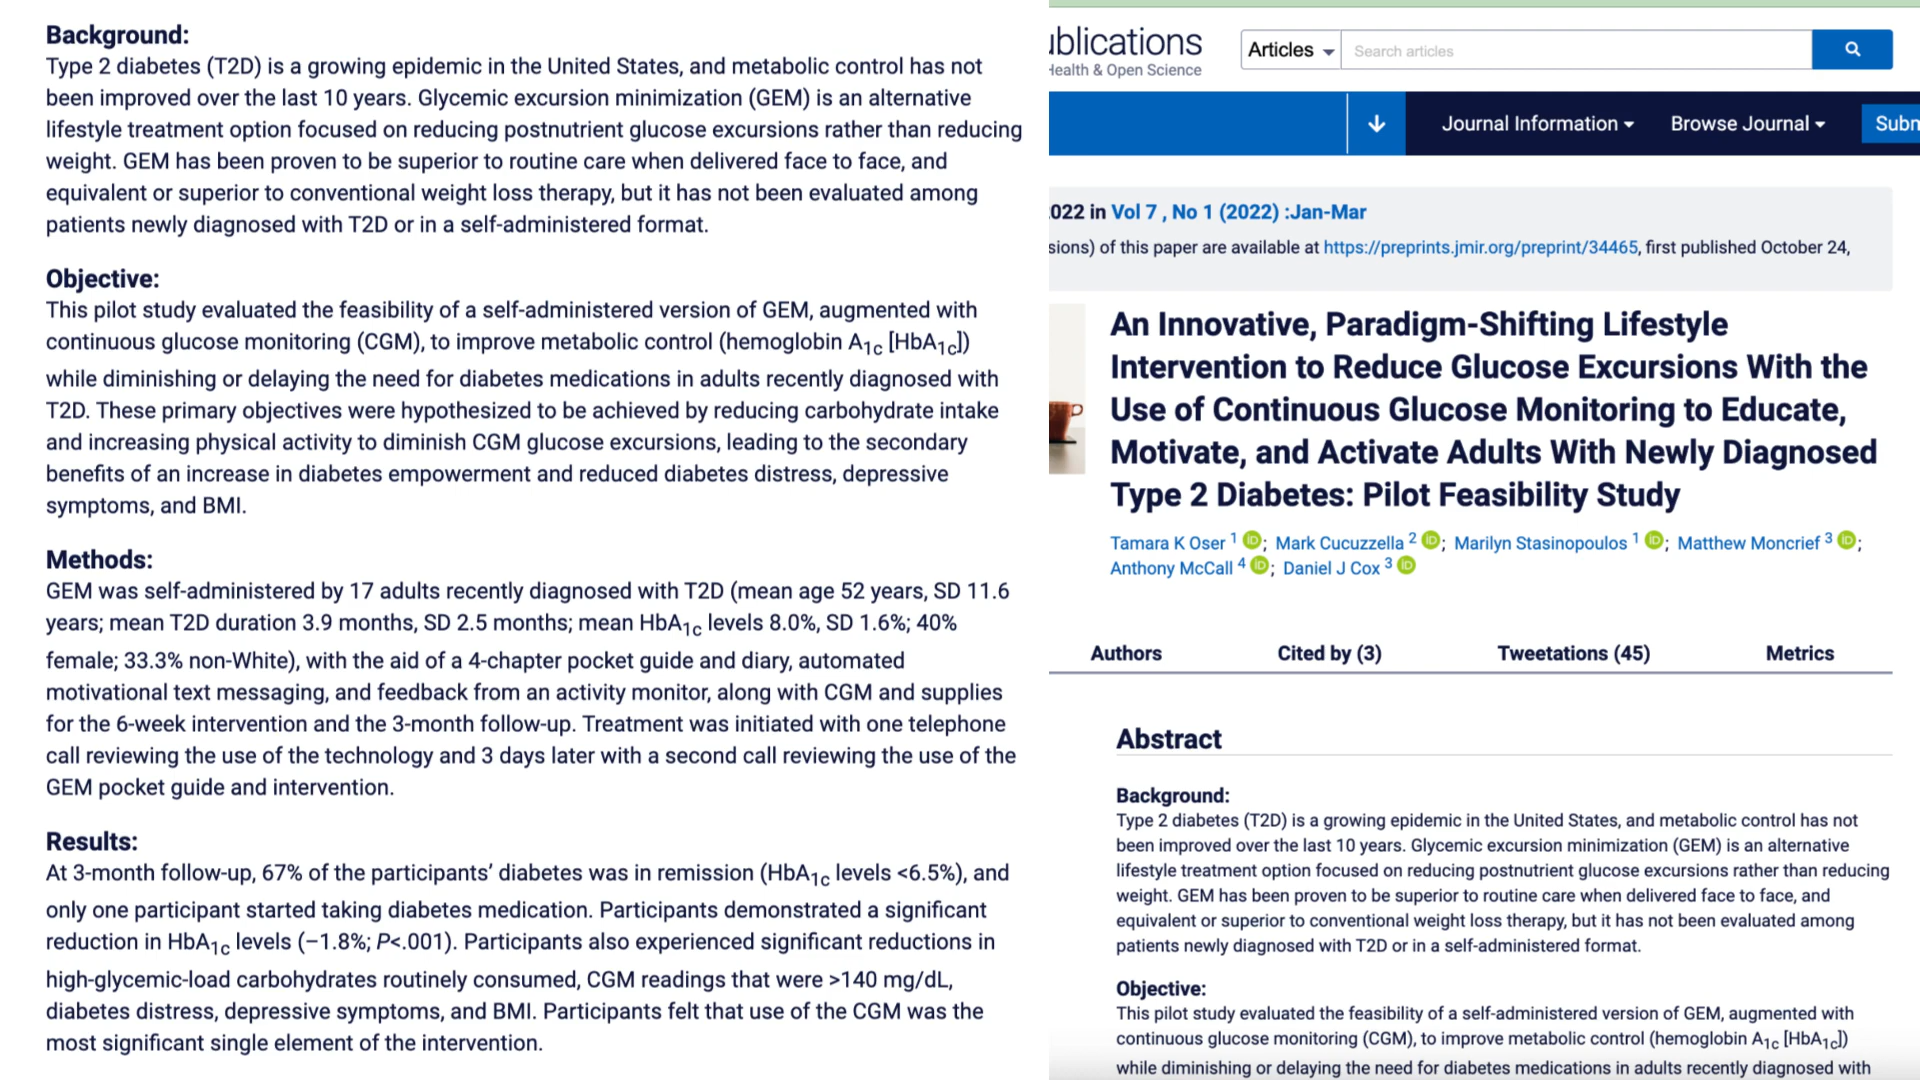 Background:
Type 2 diabetes (T2D) is a growing epidemic in the United States, and metabolic control has not
been improved over the last 10 years. Glycemic excursion minimization (GEM) is an alternative
lifestyle treatment option focused on reducing postnutrient glucose excursions rather than reducing
weight. GEM has been proven to be superior to routine care when delivered face to face, and
equivalent or superior to conventional weight loss therapy, but it has not been evaluated among
patients newly diagnosed with T2D or in a self-administered format.
Objective:
This pilot study evaluated the feasibility of a self-administered version of GEM, augmented with
continuous glucose monitoring (CGM), to improve metabolic control (hemoglobin A1c [HbA1c])
while diminishing or delaying the need for diabetes medications in adults recently diagnosed with
T2D. These primary objectives were hypothesized to be achieved by reducing carbohydrate intake
and increasing physical activity to diminish CGM glucose excursions, leading to the secondary
benefits of an increase in diabetes empowerment and reduced diabetes distress, depressive
symptoms, and BMI.
Methods:
GEM was self-administered by 17 adults recently diagnosed with T2D (mean age 52 years, SD 11.6
years; mean T2D duration 3.9 months, SD 2.5 months; mean HbA1c levels 8.0%, SD 1.6%; 40%
female; 33.3% non-White), with the aid of a 4-chapter pocket guide and diary, automated
motivational text messaging, and feedback from an activity monitor, along with CGM and supplies
for the 6-week intervention and the 3-month follow-up. Treatment was initiated with one telephone
call reviewing the use of the technology and 3 days later with a second call reviewing the use of the
GEM pocket guide and intervention.
Results:
At 3-month follow-up, 67% of the participants’ diabetes was in remission (HbA1c levels <6.5%), and
only one participant started taking diabetes medication. Participants demonstrated a significant
reduction in HbA1c levels (−1.8%; P<.001). Participants also experienced significant reductions in
high-glycemic-load carbohydrates routinely consumed, CGM readings that were >140 mg/dL,
diabetes distress, depressive symptoms, and BMI. Participants felt that use of the CGM was the
most significant single element of the intervention.
ublications
Health & Open Science
Articles Search articles
Journal Information Browse Journal Subm
022 in Vol 7 , No 1 (2022) :Jan-Mar
sions) of this paper are available at https://preprints.jmir.org/preprint/34465, first published October 24,
An Innovative, Paradigm-Shifting Lifestyle
Intervention to Reduce Glucose Excursions With the
Use of Continuous Glucose Monitoring to Educate,
Motivate, and Activate Adults With Newly Diagnosed
Type 2 Diabetes: Pilot Feasibility Study
Tamara K Oser 1 iD; Mark Cucuzzella 2 iD; Marilyn Stasinopoulos 1 iD; Matthew Moncrief 3 iD;
Anthony McCall 4 iD; Daniel J Cox 3 iD
Authors Cited by (3) Tweetations (45) Metrics
Abstract
Background:
Type 2 diabetes (T2D) is a growing epidemic in the United States, and metabolic control has not
been improved over the last 10 years. Glycemic excursion minimization (GEM) is an alternative
lifestyle treatment option focused on reducing postnutrient glucose excursions rather than reducing
weight. GEM has been proven to be superior to routine care when delivered face to face, and
equivalent or superior to conventional weight loss therapy, but it has not been evaluated among
patients newly diagnosed with T2D or in a self-administered format.
Objective:
This pilot study evaluated the feasibility of a self-administered version of GEM, augmented with
continuous glucose monitoring (CGM), to improve metabolic control (hemoglobin A1c [HbA1c])
while diminishing or delaying the need for diabetes medications in adults recently diagnosed with